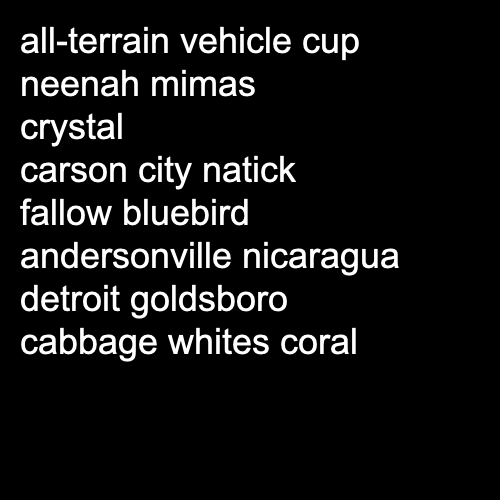 all-terrain vehicle cup
neenah mimas
crystal
carson city natick
fallow bluebird
andersonville nicaragua
detroit goldsboro
cabbage whites coral